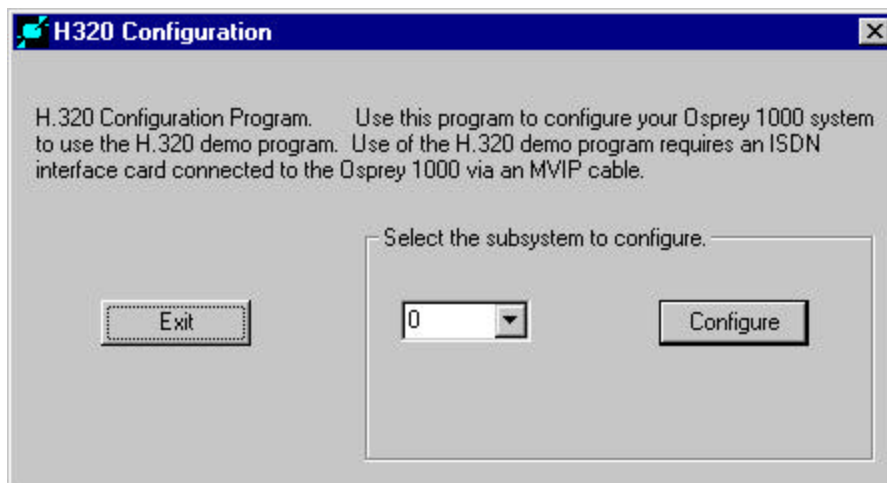 H320 Configuration
H.320 Configuration Program. Use this program to configure your Osprey 1000 system
to use the H.320 demo program. Use of the H.320 demo program requires an ISDN
interface card connected to the Osprey 1000 via an MVIP cable.
Select the subsystem to configure.
Exit
0
Configure